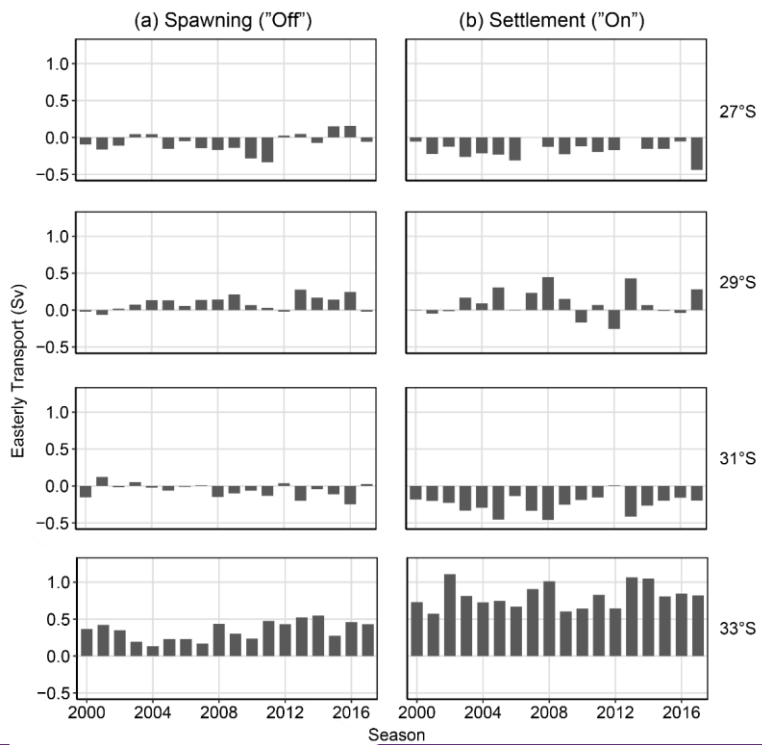 (a) Spawning ("Off")
(b) Settlement ("On")
Easterly Transport (Sv)
1.0
0.5
0.0
−0.5
27°S
1.0
0.5
0.0
−0.5
29°S
1.0
0.5
0.0
−0.5
31°S
1.0
0.5
0.0
−0.5
33°S
2000 2004 2008 2012 2016
2000 2004 2008 2012 2016
Season